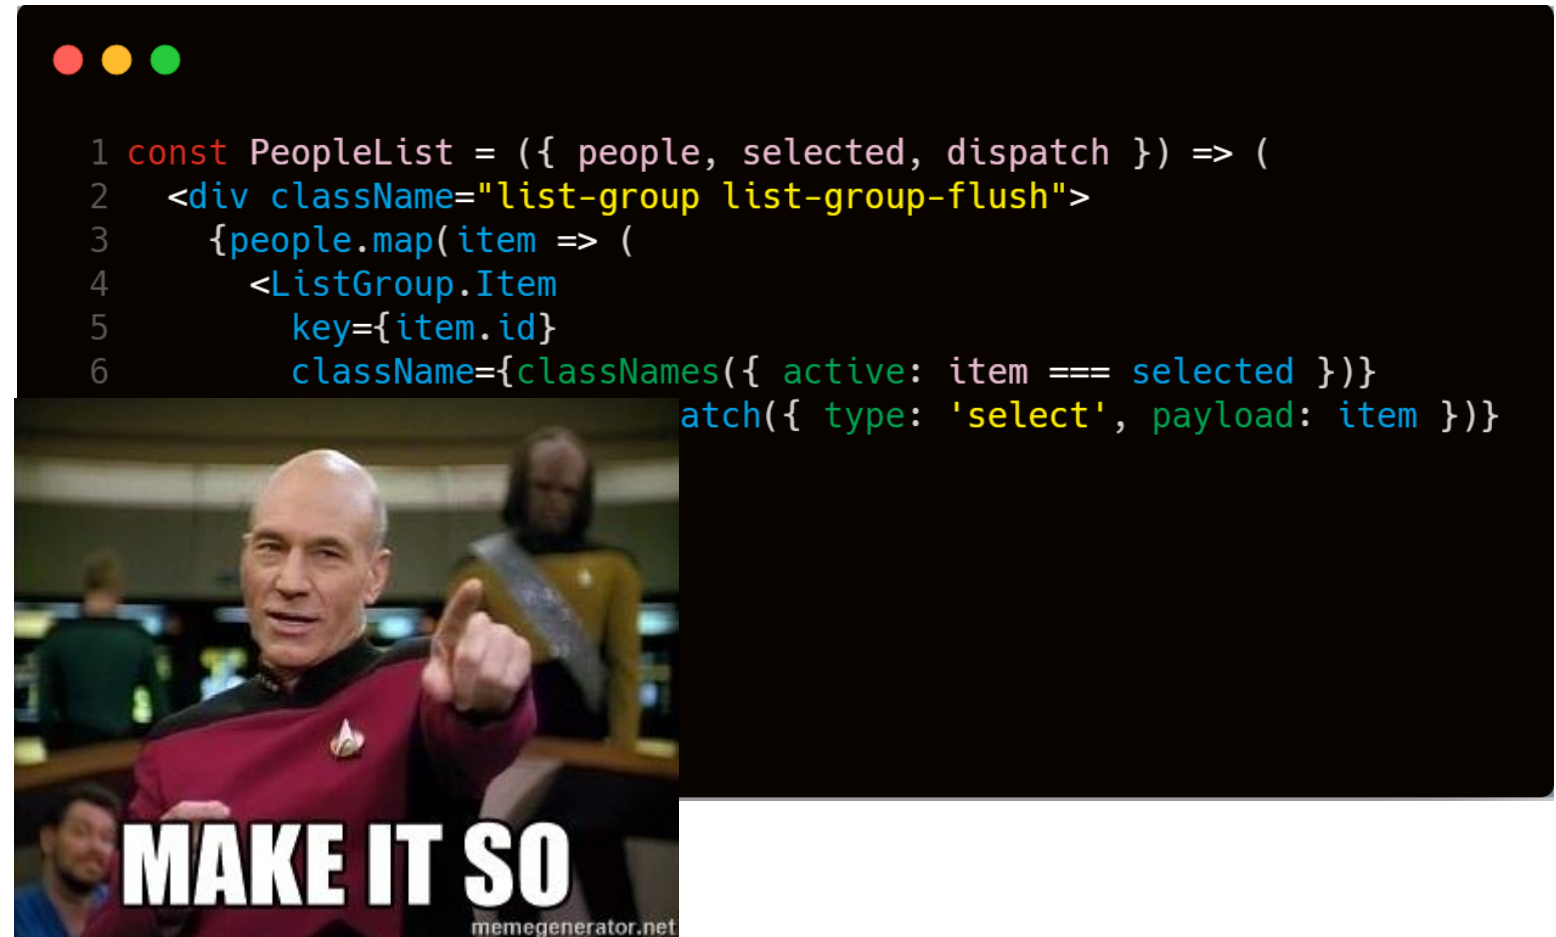 1 const PeopleList = ({ people, selected, dispatch }) => (
2 <div className="list-group list-group-flush">
3 {people.map(item => (
4 <ListGroup.Item
5 key={item.id}
6 className={classNames({ active: item === selected })}
atch({ type: 'select', payload: item })}
MAKE IT SO
memegenerator.net